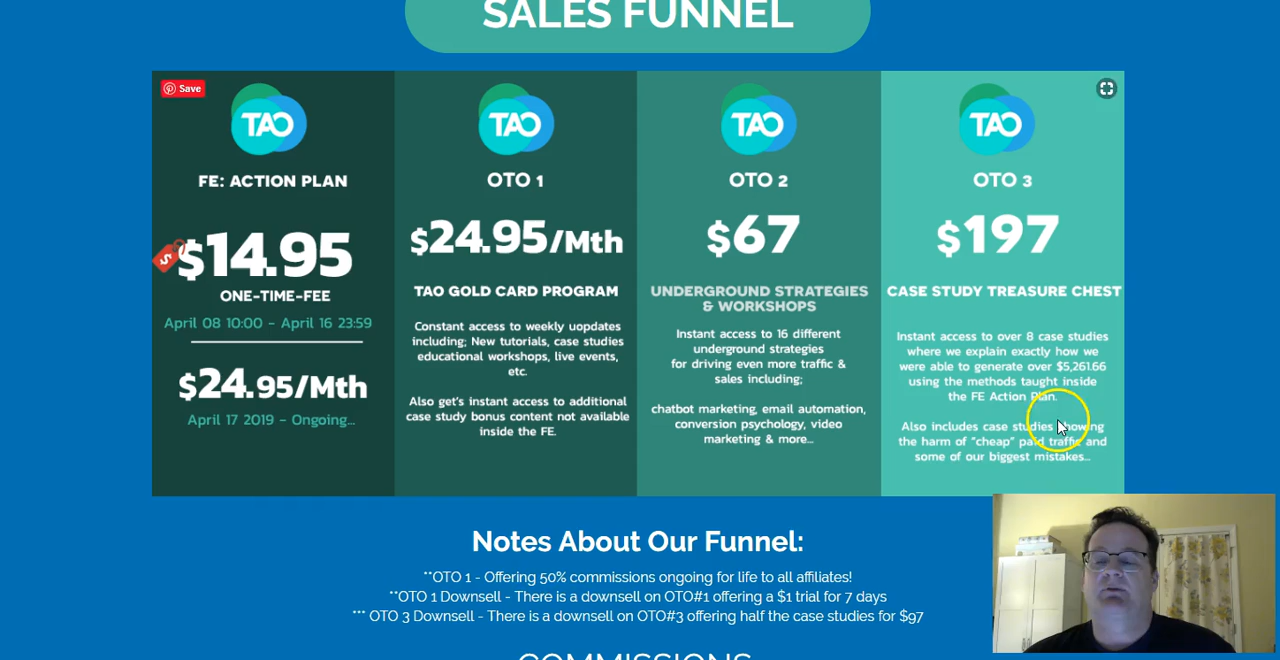 SALES FUNNEL
Save
TAO
FE: ACTION PLAN
$14.95
$
ONE-TIME-FEE
April 08 10:00 - April 16 23:59
$24.95/Mth
April 17 2019 - Ongoing...
TAO
OTO 1
$24.95/Mth
TAO GOLD CARD PROGRAM
Constant access to weekly uopdates
including; New tutorials, case studies
educational workshops, live events,
etc.
Also get's instant access to additional
case study bonus content not available
inside the FE.
TAO
OTO 2
$67
UNDERGROUND STRATEGIES
& WORKSHOPS
Instant access to 16 different
underground strategies
for driving even more traffic &
sales including;
chatbot marketing, email automation,
conversion psychology, video
marketing & more...
TAO
OTO 3
$197
CASE STUDY TREASURE CHEST
Instant access to over 8 case studies
where we explain exactly how we
were able to generate over $5,261.66
using the methods taught inside
the FE Action Plan.
Also includes case studies showing
the harm of "cheap" paid traffic and
some of our biggest mistakes...
Notes About Our Funnel:
**OTO 1 - Offering 50% commissions ongoing for life to all affiliates!
**OTO 1 Downsell - There is a downsell on OTO#1 offering a $1 trial for 7 days
*** OTO 3 Downsell - There is a downsell on OTO#3 offering half the case studies for $97
COMMISSIONS